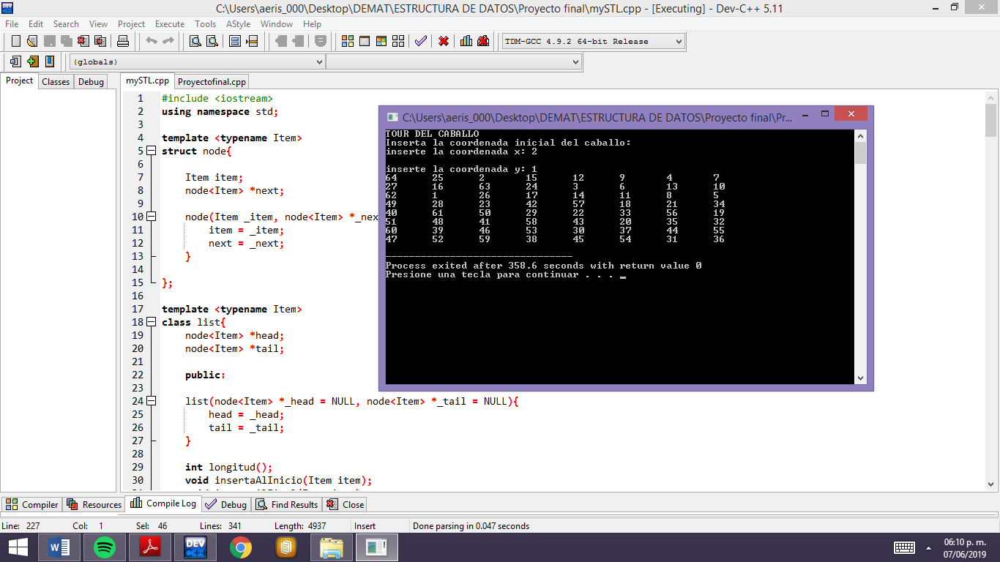 C:\Users\aeris_000\Desktop\DEMAT\ESTRUCTURA DE DATOS\Proyecto final\mySTL.cpp - [Executing] - Dev-C++ 5.11
File Edit Search View Project Execute Tools AStyle Window Help
TDM-GCC 4.9.2 64-bit Release
(globals)
Project Classes Debug mySTL.cpp Proyectofinal.cpp
1 #include <iostream>
2 using namespace std;
3
4 template <typename Item>
5 struct node{
6
7 Item item;
8 node<Item> *next;
9
10 node(Item _item, node<Item> *_nex
11 item = _item;
12 next = _next;
13 }
14
15 };
16
17 template <typename Item>
18 class list{
19 node<Item> *head;
20 node<Item> *tail;
21
22 public:
23
24 list(node<Item> *_head = NULL, node<Item> *_tail = NULL){
25 head = _head;
26 tail = _tail;
27 }
28
29 int longitud();
30 void insertaAlInicio(Item item);
C:\Users\aeris_000\Desktop\DEMAT\ESTRUCTURA DE DATOS\Proyecto final\Pr...
TOUR DEL CABALLO
Inserta la coordenada inicial del caballo:
inserte la coordenada x: 2
inserte la coordenada y: 1
64 25 2 15 12 9 4 7
27 16 63 24 3 6 13 10
62 1 26 17 14 11 8 5
49 28 23 42 57 18 21 34
40 61 50 29 22 33 56 19
51 48 41 58 43 20 35 32
60 39 46 53 30 37 44 55
47 52 59 38 45 54 31 36
--------------------------------
Process exited after 358.6 seconds with return value 0
Presione una tecla para continuar . . . _
Compiler Resources Compile Log Debug Find Results Close
Line: 227 Col: 1 Sel: 46 Lines: 341 Length: 4937 Insert Done parsing in 0.047 seconds
DEV C++
06:10 p. m.
07/06/2019